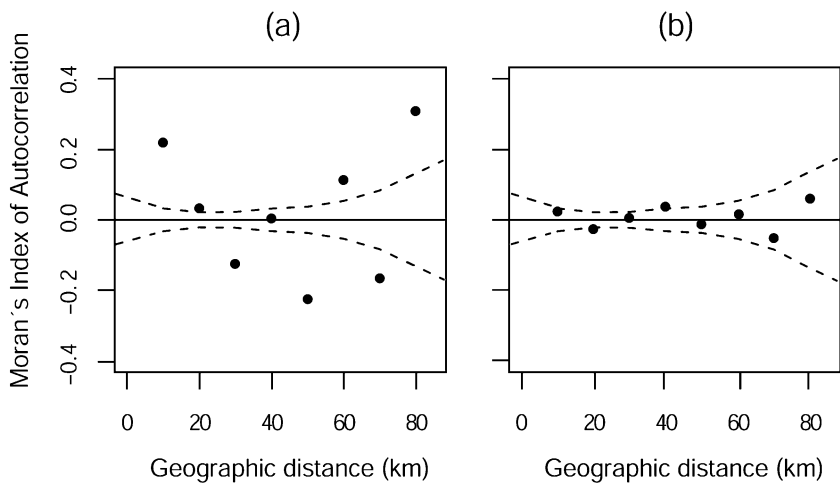 (a)
(b)
Moran´s Index of Autocorrelation
0.4
0.2
0.0
−0.2
−0.4
0 20 40 60 80
0 20 40 60 80
Geographic distance (km)
Geographic distance (km)